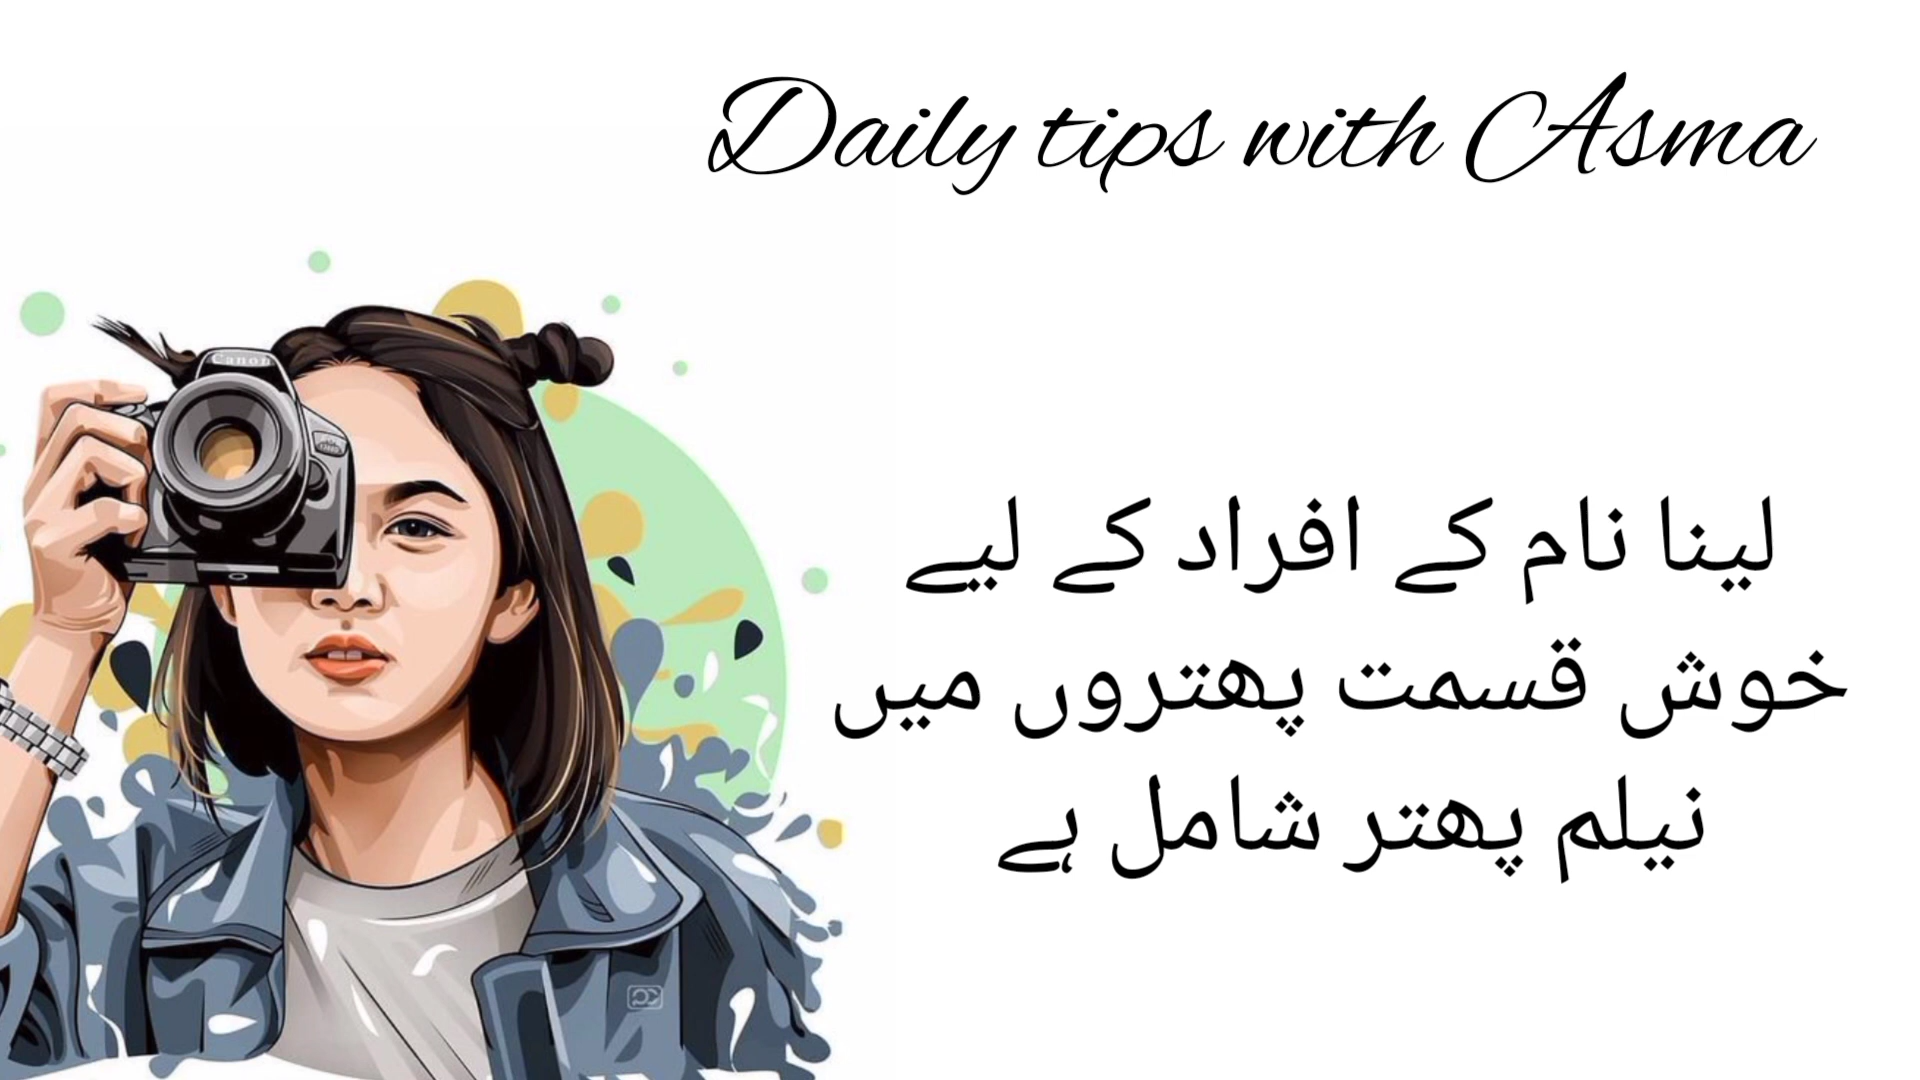 Daily tips with Asma
Canon
لینا نام کے افراد کے لیے
خوش قسمت پھتروں میں
نیلم پھتر شامل ہے